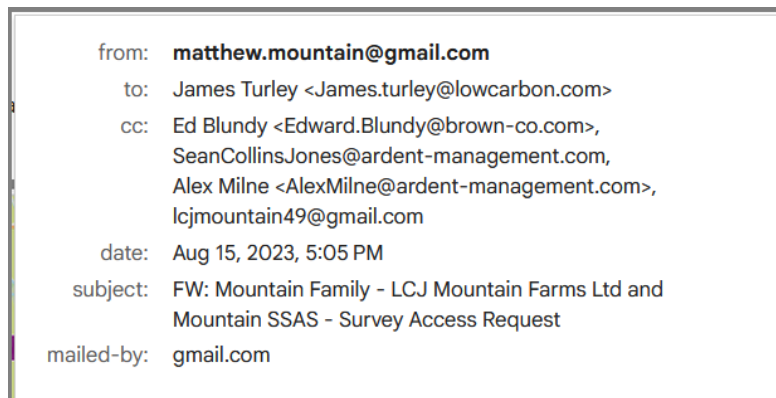 from: matthew.mountain@gmail.com
to: James Turley <James.turley@lowcarbon.com>
cc: Ed Blundy <Edward.Blundy@brown-co.com>,
SeanCollinsJones@ardent-management.com,
Alex Milne <AlexMilne@ardent-management.com>,
lcjmountain49@gmail.com
date: Aug 15, 2023, 5:05 PM
subject: FW: Mountain Family - LCJ Mountain Farms Ltd and
Mountain SSAS - Survey Access Request
mailed-by: gmail.com